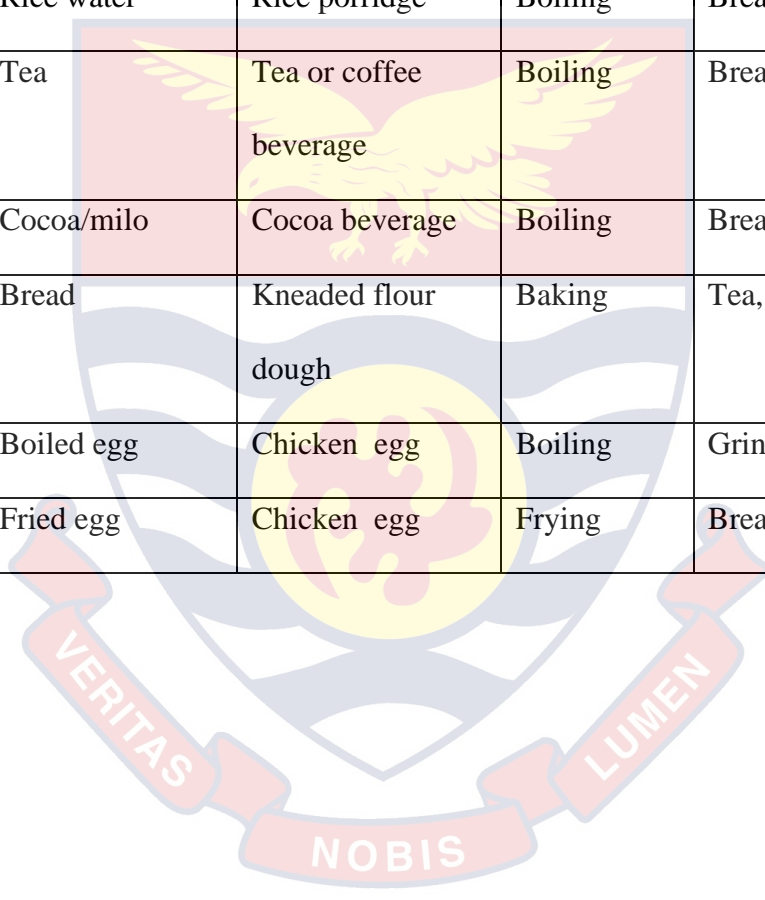 Rice water Rice porridge Boiling
Tea Tea or coffee Boiling
beverage
Cocoa/milo Cocoa beverage Boiling
Bread Kneaded flour Baking Tea,
dough
Boiled egg Chicken egg Boiling
Fried egg Chicken egg Frying
VERITAS
NOBIS
LUMEN